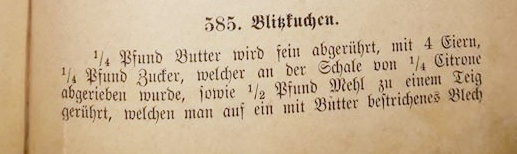 585. Blitzkuchen.
1/4 Pfund Butter wird fein abgerührt, mit 4 Eiern,
1/4 Pfund Zucker, welcher an der Schale von 1/4 Citrone
abgerieben wurde, sowie 1/2 Pfund Mehl zu einem Teig
gerührt, welchen man auf ein mit Butter bestrichenes Blech